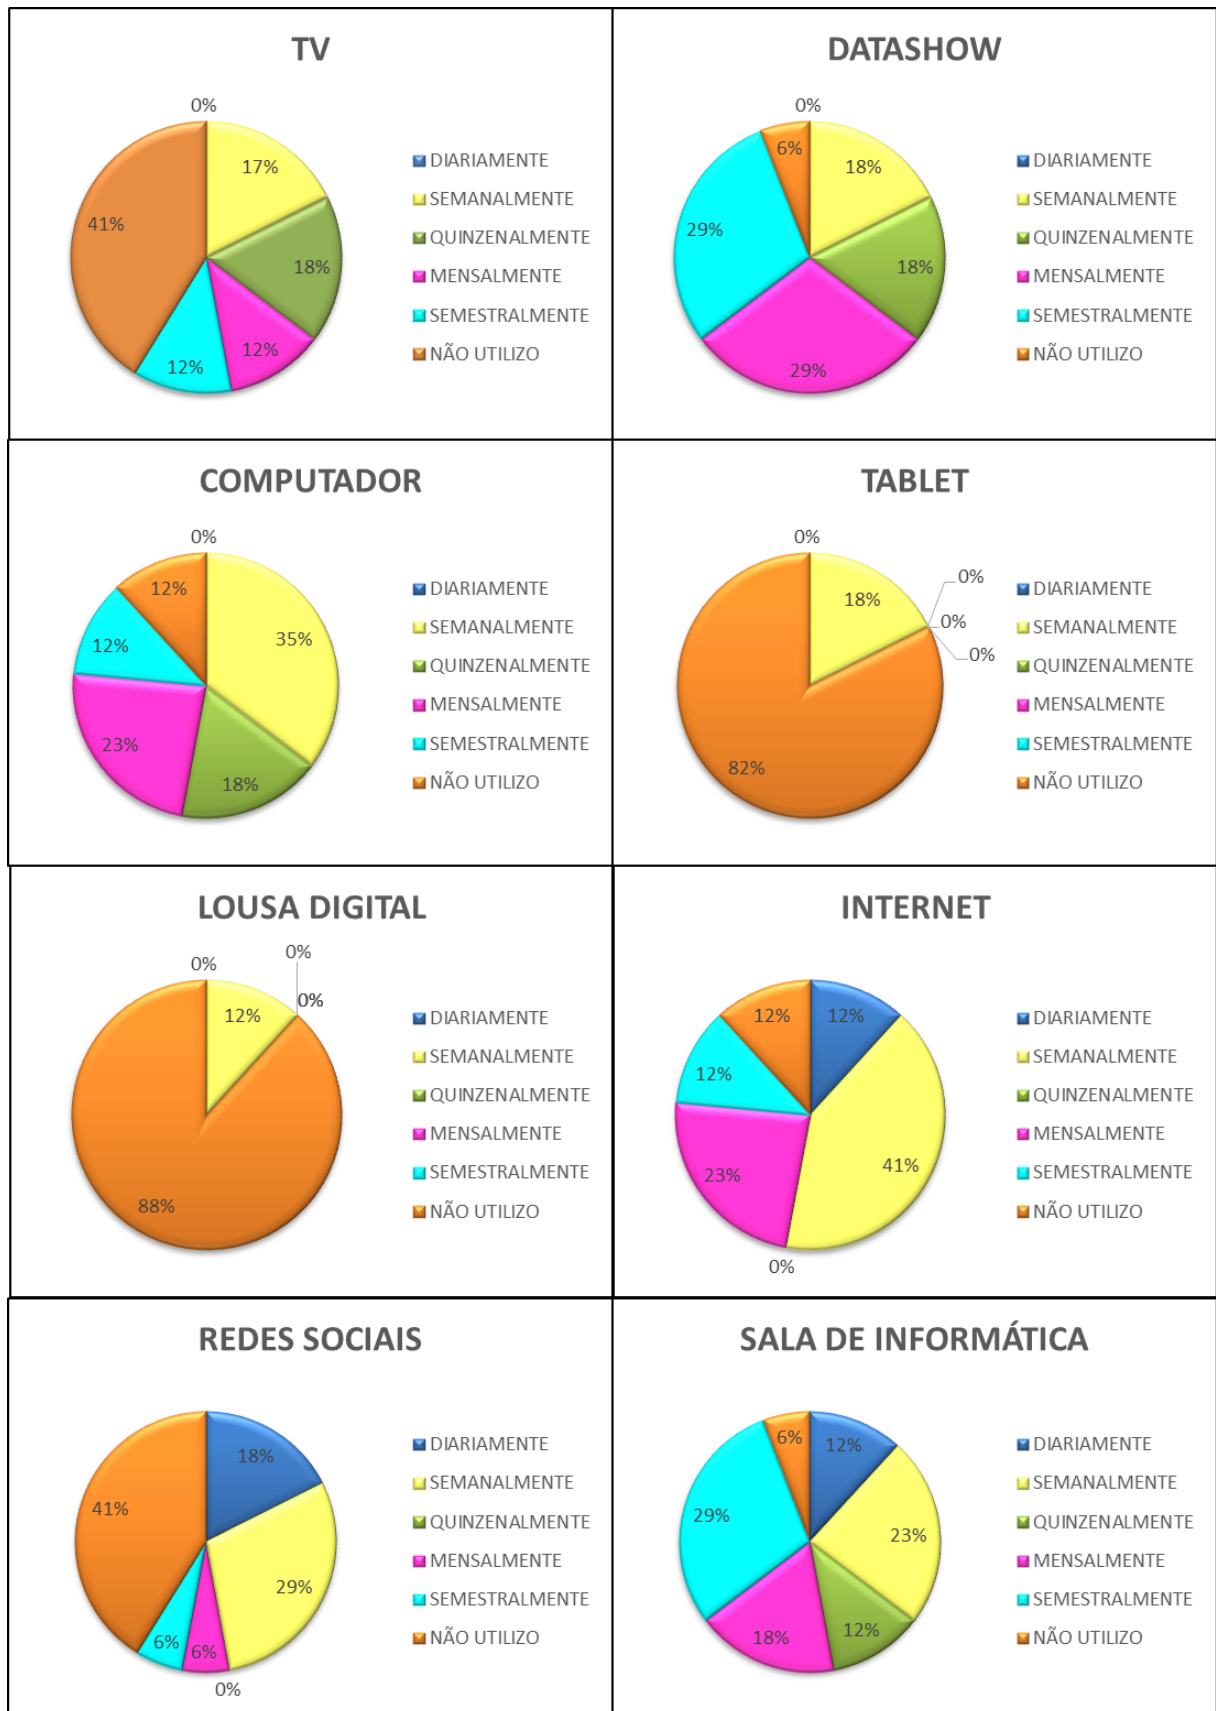 TV
0%
17%
18%
12%
12%
41%
DIARIAMENTE
SEMANALMENTE
QUINZENALMENTE
MENSALMENTE
SEMESTRALMENTE
NÃO UTILIZO
DATASHOW
0%
18%
18%
29%
29%
6%
DIARIAMENTE
SEMANALMENTE
QUINZENALMENTE
MENSALMENTE
SEMESTRALMENTE
NÃO UTILIZO
COMPUTADOR
0%
35%
18%
23%
12%
12%
DIARIAMENTE
SEMANALMENTE
QUINZENALMENTE
MENSALMENTE
SEMESTRALMENTE
NÃO UTILIZO
TABLET
0%
18%
0%
0%
0%
82%
DIARIAMENTE
SEMANALMENTE
QUINZENALMENTE
MENSALMENTE
SEMESTRALMENTE
NÃO UTILIZO
LOUSA DIGITAL
0%
12%
0%
0%
88%
DIARIAMENTE
SEMANALMENTE
QUINZENALMENTE
MENSALMENTE
SEMESTRALMENTE
NÃO UTILIZO
INTERNET
12%
41%
0%
23%
12%
12%
DIARIAMENTE
SEMANALMENTE
QUINZENALMENTE
MENSALMENTE
SEMESTRALMENTE
NÃO UTILIZO
REDES SOCIAIS
18%
29%
0%
6%
6%
41%
DIARIAMENTE
SEMANALMENTE
QUINZENALMENTE
MENSALMENTE
SEMESTRALMENTE
NÃO UTILIZO
SALA DE INFORMÁTICA
12%
23%
12%
18%
29%
6%
DIARIAMENTE
SEMANALMENTE
QUINZENALMENTE
MENSALMENTE
SEMESTRALMENTE
NÃO UTILIZO